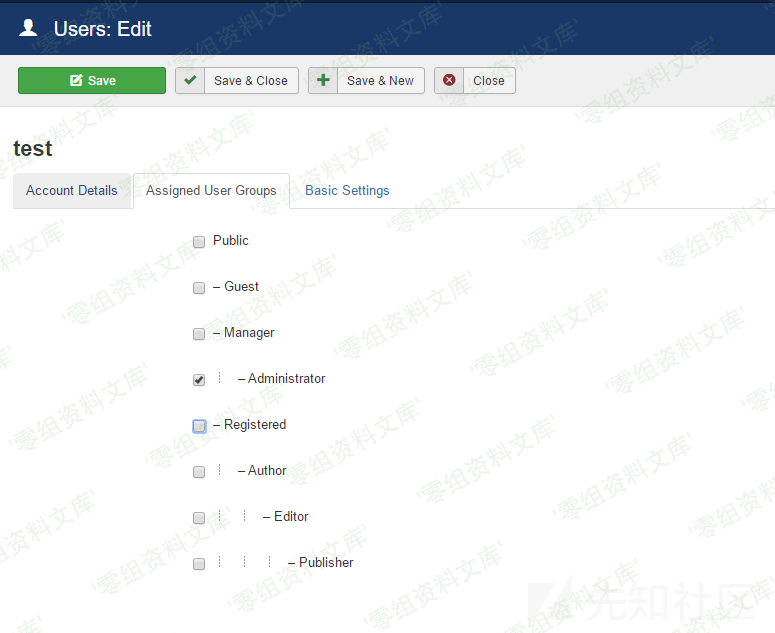 Users: Edit
Save Save & Close Save & New Close
test
Account Details Assigned User Groups Basic Settings
Public
– Guest
– Manager
– Administrator
– Registered
– Author
– Editor
– Publisher
'零组资料文库'
先知社区